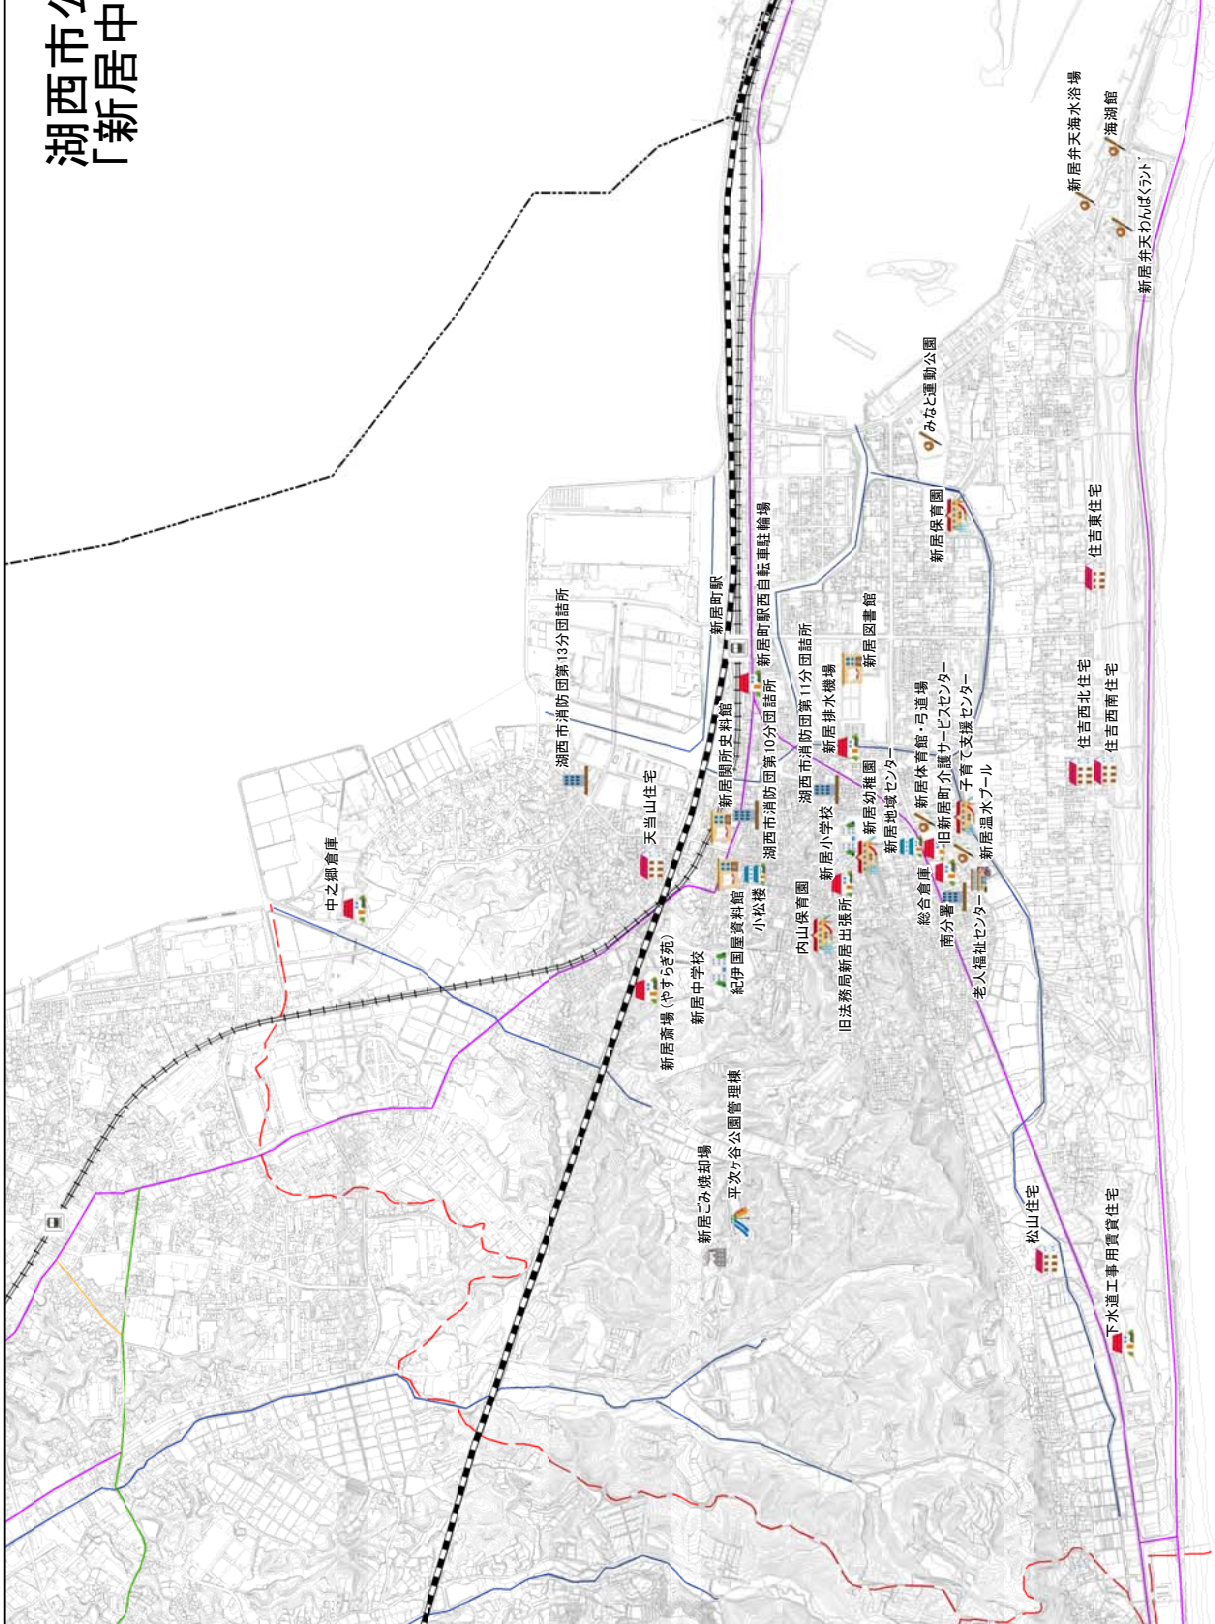 湖西市公
「新居中
新居弁天海水浴場
海湖館
新居弁天わんぱくランド
みなと運動公園
新居保育園
住吉東住宅
湖西市消防団第13分団詰所
新居町駅
新居町駅西自転車駐輪場
新居図書館
住吉西北住宅
住吉西南住宅
天当山住宅
新居関所史料館
湖西市消防団第10分団詰所
湖西市消防団第11分団詰所
新居排水機場
新居小学校
新居幼稚園
新居地域センター
新居体育館・弓道場
旧新居町介護サービスセンター
子育て支援センター
新居温水プール
中之郷倉庫
紀伊国屋資料館
小松楼
内山保育園
旧法務局新居出張所
総合倉庫
南分署
老人福祉センター
新居斎場(やすらぎ苑)
新居中学校
新居ごみ焼却場
平次ヶ谷公園管理棟
松山住宅
下水道工事用賃貸住宅